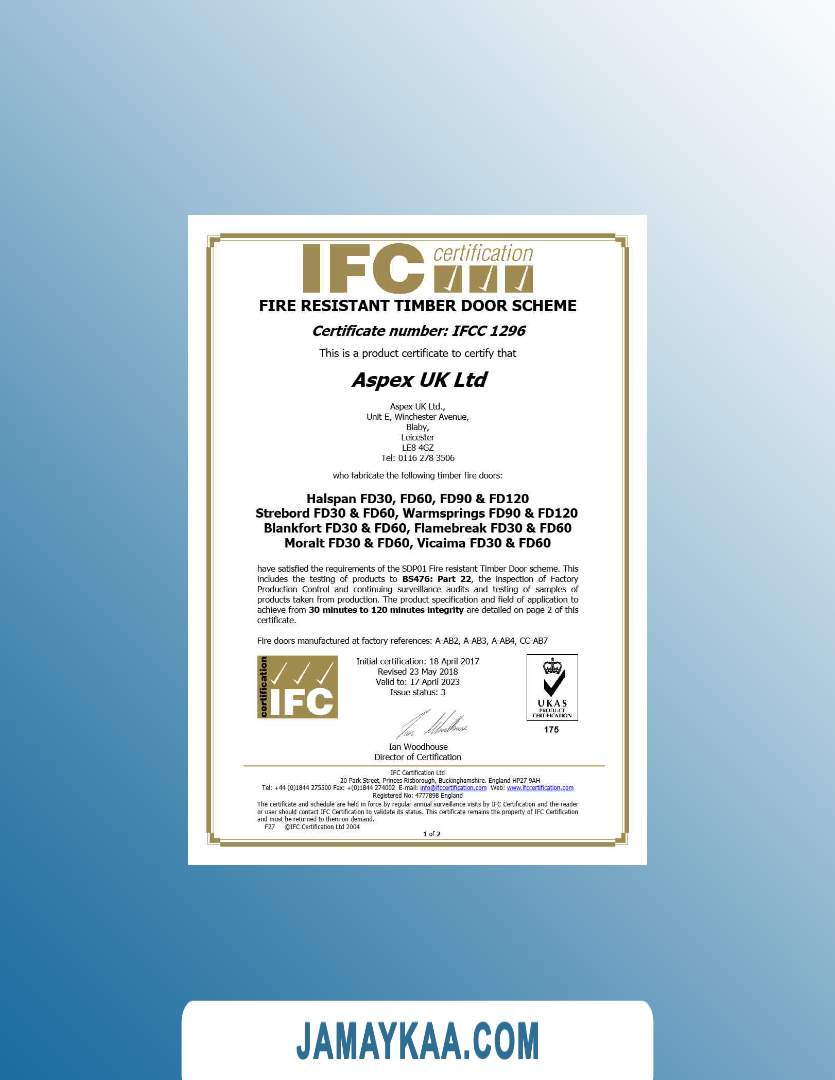 IFC certification
FIRE RESISTANT TIMBER DOOR SCHEME
Certificate number: IFCC 1296
This is a product certificate to certify that
Aspex UK Ltd
Aspex UK Ltd.,
Unit E, Winchester Avenue,
Blaby,
Leicester
LE8 4GZ
Tel: 0116 278 3506
who fabricate the following timber fire doors:
Halspan FD30, FD60, FD90 & FD120
Strebord FD30 & FD60, Warmsprings FD90 & FD120
Blankfort FD30 & FD60, Flamebreak FD30 & FD60
Moralt FD30 & FD60, Vicaima FD30 & FD60
have satisfied the requirements of the SDP01 Fire resistant Timber Door scheme. This
includes the testing of products to BS476: Part 22, the inspection of Factory
Production Control and continuing surveillance audits and testing of samples of
products taken from production. The product specification and field of application to
achieve from 30 minutes to 120 minutes integrity are detailed on page 2 of this
certificate.
Fire doors manufactured at factory references: A-AB2, A-AB3, A-AB4, CC-AB7
certification
IFC
Initial certification: 18 April 2017
Revised 23 May 2018
Valid to: 17 April 2023
Issue status: 3
UKAS
PRODUCT
CERTIFICATION
175
Ian Woodhouse
Ian Woodhouse
Director of Certification
IFC Certification Ltd
20 Park Street, Princes Risborough, Buckinghamshire. England HP27 9AH
Tel: +44 (0)1844 275500 Fax: +(0)1844 274002 E-mail: info@ifccertification.com Web: www.ifccertification.com
Registered No: 4777898 England
The certificate and schedule are held in force by regular annual surveillance visits by IFC Certification and the reader
or user should contact IFC Certification to validate its status. This certificate remains the property of IFC Certification
and must be returned to them on demand.
F27 ©IFC Certification Ltd 2004
1 of 2
JAMAYKAA.COM